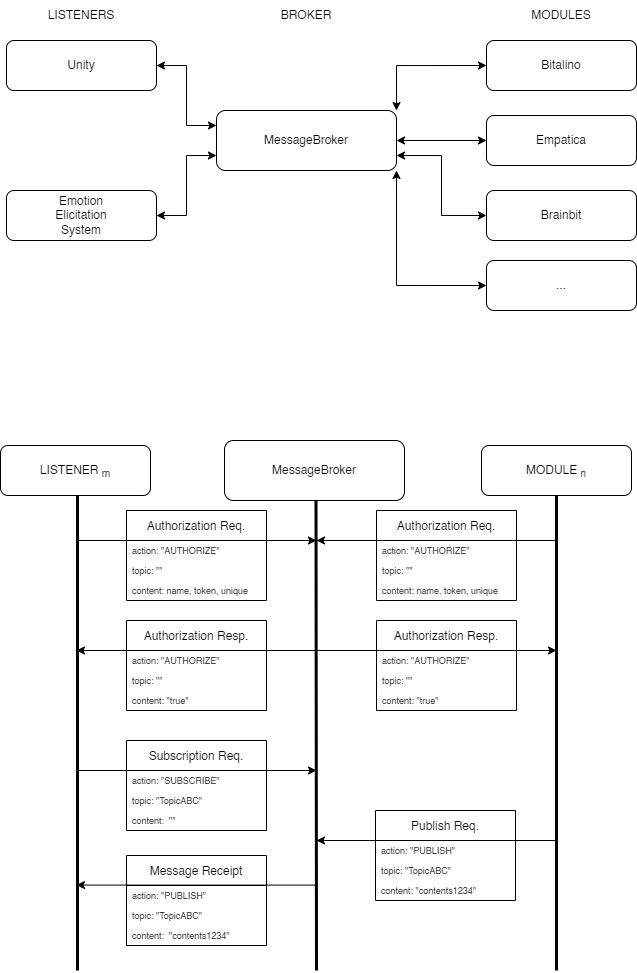 LISTENERS
BROKER
MODULES
Unity
Bitalino
MessageBroker
Empatica
Emotion
Elicitation
System
Brainbit
...
LISTENER m
MessageBroker
MODULE n
Authorization Req.
action: "AUTHORIZE"
topic: ""
content: name, token, unique
Authorization Req.
action: "AUTHORIZE"
topic: ""
content: name, token, unique
Authorization Resp.
action: "AUTHORIZE"
topic: ""
content: "true"
Authorization Resp.
action: "AUTHORIZE"
topic: ""
content: "true"
Subscription Req.
action: "SUBSCRIBE"
topic: "TopicABC"
content:  ""
Publish Req.
action: "PUBLISH"
topic: "TopicABC"
content: "contents1234"
Message Receipt
action: "PUBLISH"
topic: "TopicABC"
content:  "contents1234"